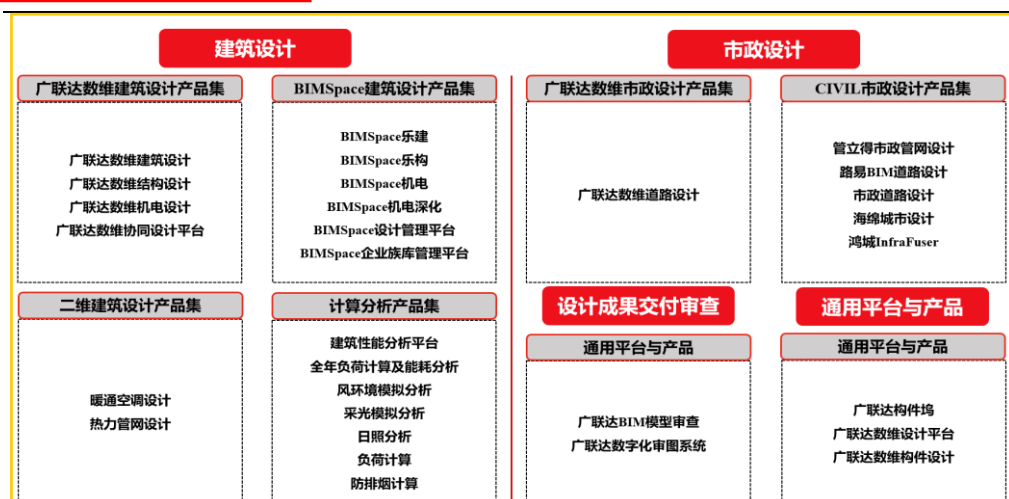 建筑设计
广联达数维建筑设计产品集
广联达数维建筑设计
广联达数维结构设计
广联达数维机电设计
广联达数维协同设计平台
BIMSpace建筑设计产品集
BIMSpace乐建
BIMSpace乐构
BIMSpace机电
BIMSpace机电深化
BIMSpace设计管理平台
BIMSpace企业族库管理平台
二维建筑设计产品集
暖通空调设计
热力管网设计
计算分析产品集
建筑性能分析平台
全年负荷计算及能耗分析
风环境模拟分析
采光模拟分析
日照分析
负荷计算
防排烟计算
市政设计
广联达数维市政设计产品集
广联达数维道路设计
CIVIL市政设计产品集
管立得市政管网设计
路易BIM道路设计
市政道路设计
海绵城市设计
鸿城InfraFuser
设计成果交付审查
通用平台与产品
广联达BIM模型审查
广联达数字化审图系统
通用平台与产品
通用平台与产品
广联达构件坞
广联达数维设计平台
广联达数维构件设计